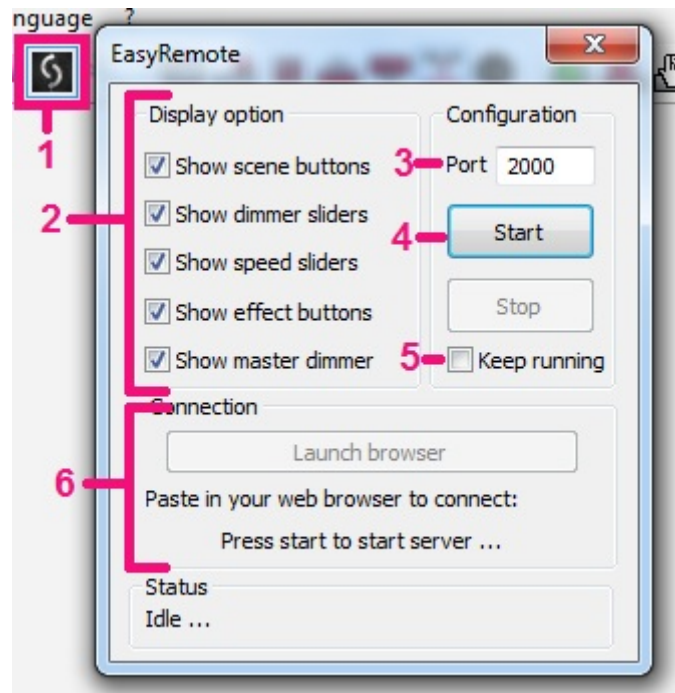 nguage ?
EasyRemote
1
2
3
4
5
6
Display option
Show scene buttons
Show dimmer sliders
Show speed sliders
Show effect buttons
Show master dimmer
Configuration
Port 2000
Start
Stop
Keep running
Connection
Launch browser
Paste in your web browser to connect:
Press start to start server ...
Status
Idle ...